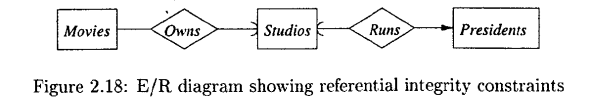 Movies Owns Studios Runs Presidents
Figure 2.18: E/R diagram showing referential integrity constraints